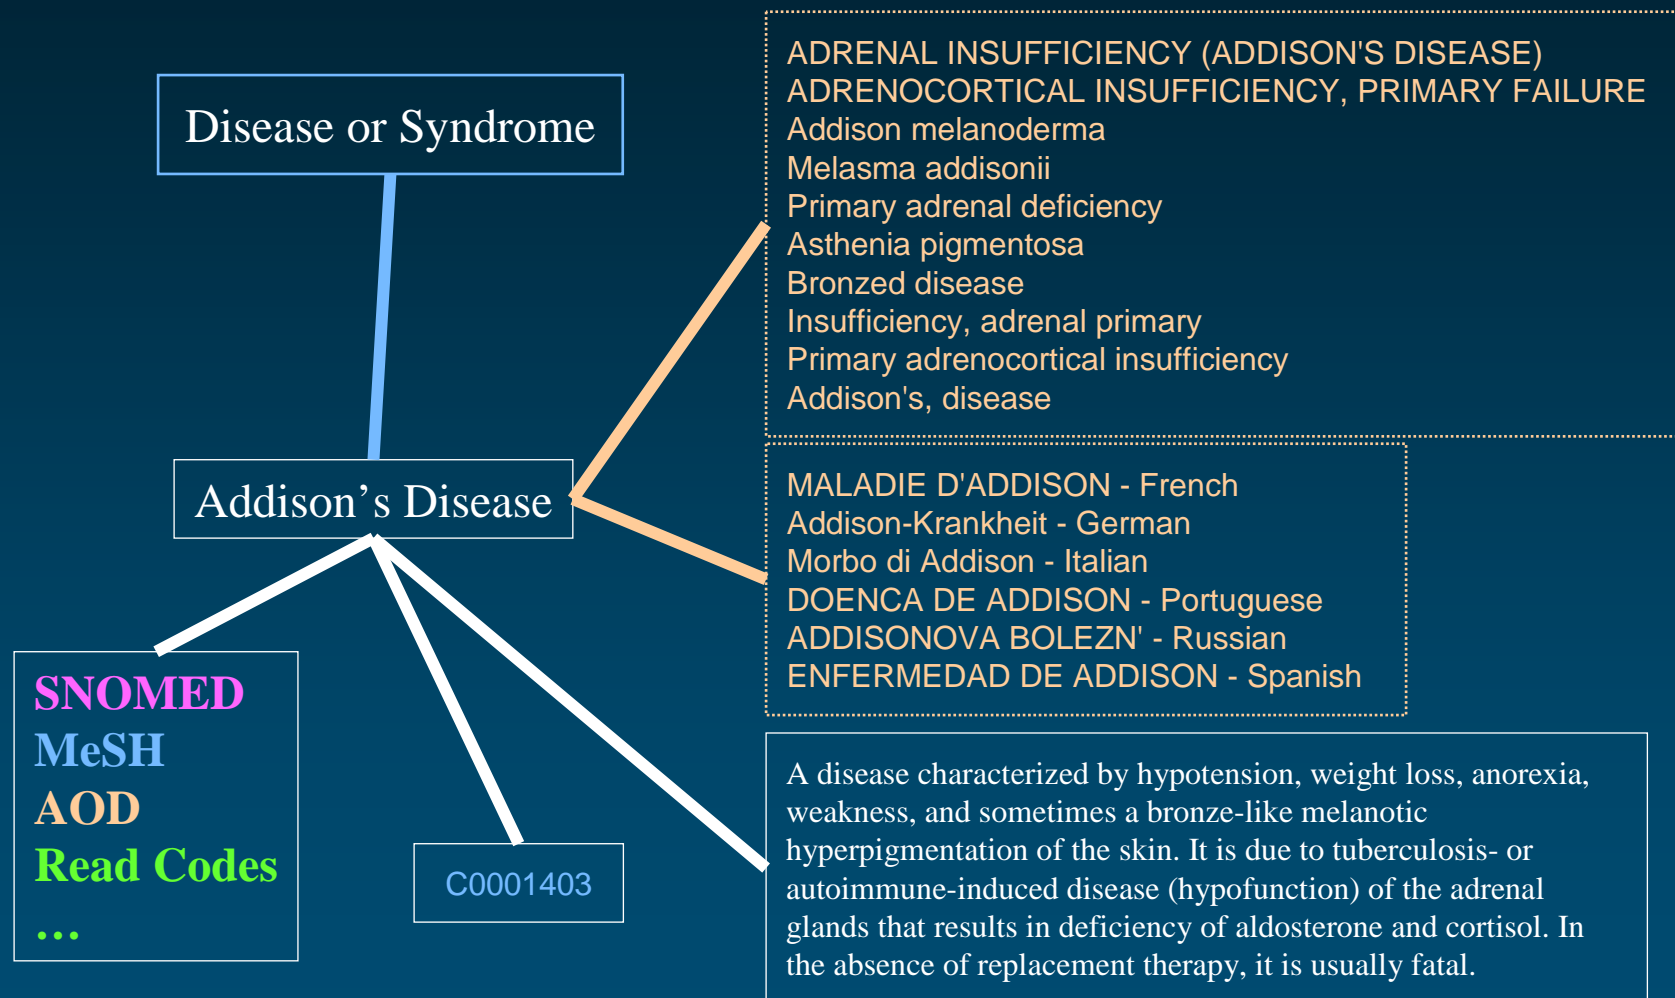 Disease or Syndrome
Addison’s Disease
SNOMED
MeSH
AOD
Read Codes
…
C0001403
ADRENAL INSUFFICIENCY (ADDISON'S DISEASE)
ADRENOCORTICAL INSUFFICIENCY, PRIMARY FAILURE
Addison melanoderma
Melasma addisonii
Primary adrenal deficiency
Asthenia pigmentosa
Bronzed disease
Insufficiency, adrenal primary
Primary adrenocortical insufficiency
Addison's, disease
MALADIE D'ADDISON - French
Addison-Krankheit - German
Morbo di Addison - Italian
DOENCA DE ADDISON - Portuguese
ADDISONOVA BOLEZN' - Russian
ENFERMEDAD DE ADDISON - Spanish
A disease characterized by hypotension, weight loss, anorexia,
weakness, and sometimes a bronze-like melanotic
hyperpigmentation of the skin. It is due to tuberculosis- or
autoimmune-induced disease (hypofunction) of the adrenal
glands that results in deficiency of aldosterone and cortisol. In
the absence of replacement therapy, it is usually fatal.